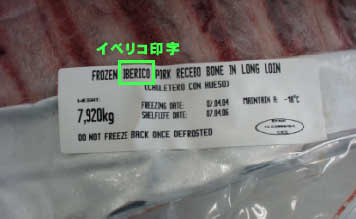 イベリコ印字
FROZEN IBERICO PIRK RECEBO BONE IN LONG LOIN
(CHULETERO CON HUESO)
WEIGHT:
7,920kg
FREEZING DATE: 07.04.04 MAINTAIN A -18°C
SHELFLIFE DATE: 07.04.06
DO NOT FREEZE BACK ONCE DEFROSTED